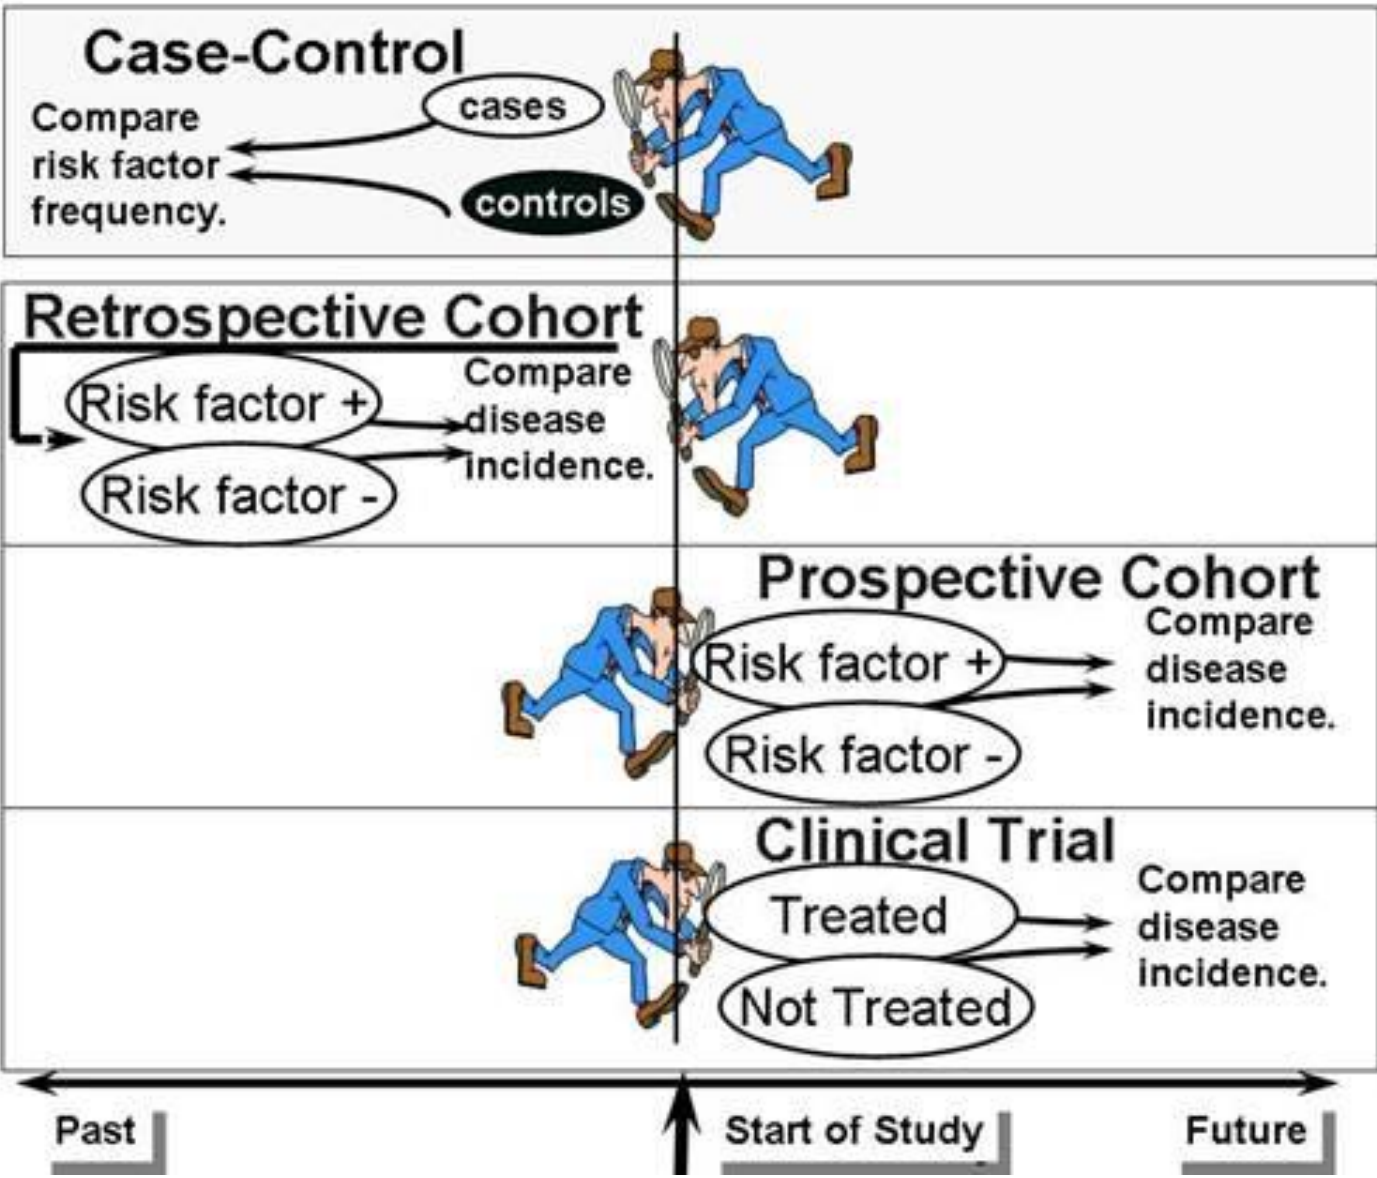 Case-Control
Compare
risk factor
frequency.
cases
controls
Retrospective Cohort
Risk factor +
Risk factor -
Compare
disease
incidence.
Prospective Cohort
Risk factor +
Risk factor -
Compare
disease
incidence.
Clinical Trial
Treated
Not Treated
Compare
disease
incidence.
Past
Start of Study
Future